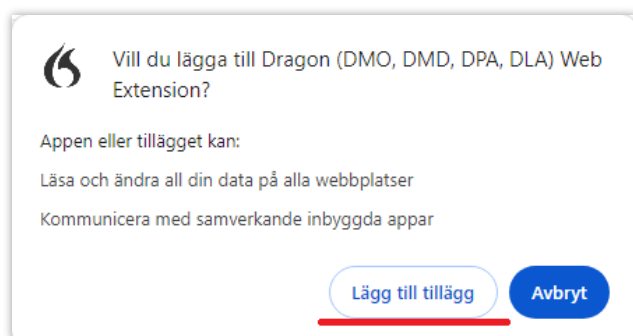 Vill du lägga till Dragon (DMO, DMD, DPA, DLA) Web
Extension?
Appen eller tillägget kan:
Läsa och ändra all din data på alla webbplatser
Kommunicera med samverkande inbyggda appar
Lägg till tillägg
Avbryt